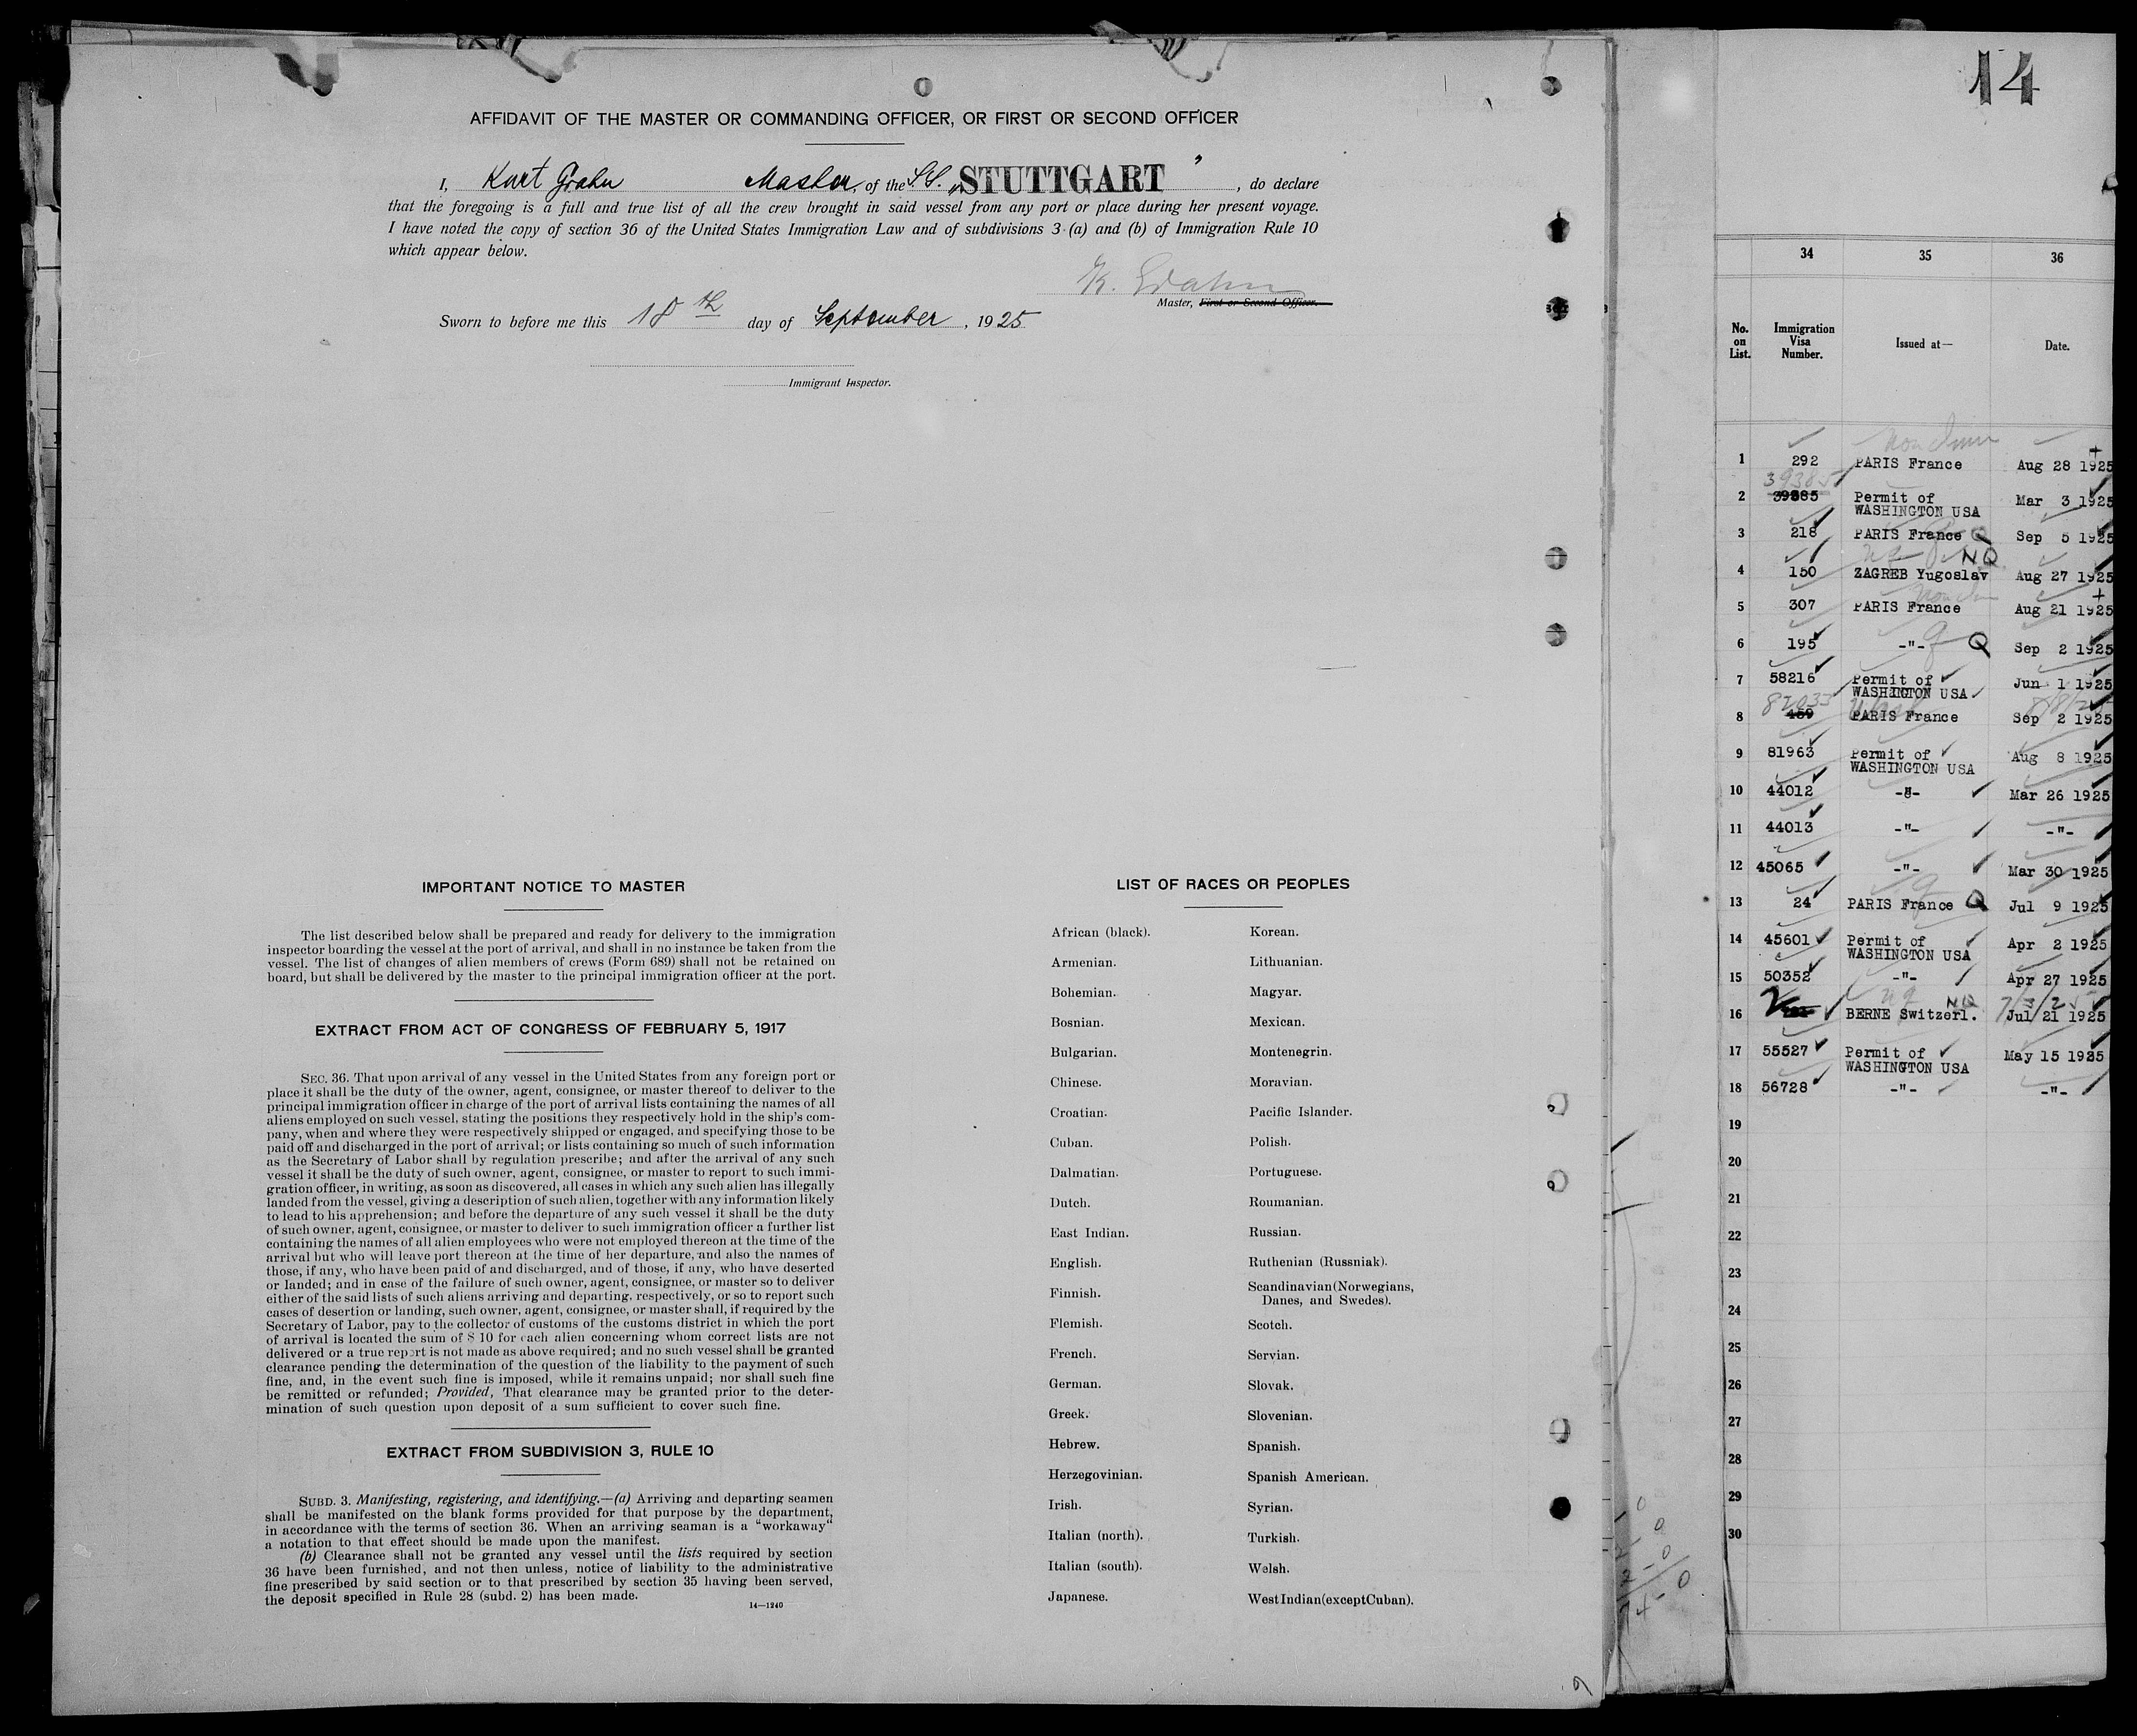 AFFIDAVIT OF THE MASTER OR COMMANDING OFFICER, OR FIRST OR SECOND OFFICER
I, Kurt Grahn Master, of the S.S. „STUTTGART", do declare
that the foregoing is a full and true list of all the crew brought in said vessel from any port or place during her present voyage.
I have noted the copy of section 36 of the United States Immigration Law and of subdivisions 3 (a) and (b) of Immigration Rule 10
which appear below.
K. Grahn
Master, First or Second Officer.
Sworn to before me this 18th day of September, 1925
Immigrant Inspector.
IMPORTANT NOTICE TO MASTER
The list described below shall be prepared and ready for delivery to the immigration
inspector boarding the vessel at the port of arrival, and shall in no instance be taken from the
vessel. The list of changes of alien members of crews (Form 689) shall not be retained on
board, but shall be delivered by the master to the principal immigration officer at the port.
EXTRACT FROM ACT OF CONGRESS OF FEBRUARY 5, 1917
SEC. 36. That upon arrival of any vessel in the United States from any foreign port or
place it shall be the duty of the owner, agent, consignee, or master thereof to deliver to the
principal immigration officer in charge of the port of arrival lists containing the names of all
aliens employed on such vessel, stating the positions they respectively hold in the ship's com-
pany, when and where they were respectively shipped or engaged, and specifying those to be
paid off and discharged in the port of arrival; or lists containing so much of such information
as the Secretary of Labor shall by regulation prescribe; and after the arrival of any such
vessel it shall be the duty of such owner, agent, consignee, or master to report to such immi-
gration officer, in writing, as soon as discovered, all cases in which any such alien has illegally
landed from the vessel, giving a description of such alien, together with any information likely
to lead to his apprehension; and before the departure of any such vessel it shall be the duty
of such owner, agent, consignee, or master to deliver to such immigration officer a further list
containing the names of all alien employees who were not employed thereon at the time of the
arrival but who will leave port thereon at the time of her departure, and also the names of
those, if any, who have been paid of and discharged, and of those, if any, who have deserted
or landed; and in case of the failure of such owner, agent, consignee, or master so to deliver
either of the said lists of such aliens arriving and departing, respectively, or so to report such
cases of desertion or landing, such owner, agent, consignee, or master shall, if required by the
Secretary of Labor, pay to the collector of customs of the customs district in which the port
of arrival is located the sum of $ 10 for each alien concerning whom correct lists are not
delivered or a true report is not made as above required; and no such vessel shall be granted
clearance pending the determination of the question of the liability to the payment of such
fine, and, in the event such fine is imposed, while it remains unpaid; nor shall such fine
be remitted or refunded; Provided, That clearance may be granted prior to the deter-
mination of such question upon deposit of a sum sufficient to cover such fine.
EXTRACT FROM SUBDIVISION 3, RULE 10
SUBD. 3. Manifesting, registering, and identifying.—(a) Arriving and departing seamen
shall be manifested on the blank forms provided for that purpose by the department,
in accordance with the terms of section 36. When an arriving seaman is a "workaway"
a notation to that effect should be made upon the manifest.
(b) Clearance shall not be granted any vessel until the lists required by section
36 have been furnished, and not then unless, notice of liability to the administrative
fine prescribed by said section or to that prescribed by section 35 having been served,
the deposit specified in Rule 28 (subd. 2) has been made.
14—1240
LIST OF RACES OR PEOPLES
African (black). Korean.
Armenian. Lithuanian.
Bohemian. Magyar.
Bosnian. Mexican.
Bulgarian. Montenegrin.
Chinese. Moravian.
Croatian. Pacific Islander.
Cuban. Polish.
Dalmatian. Portuguese.
Dutch. Roumanian.
East Indian. Russian.
English. Ruthenian (Russniak).
Finnish. Scandinavian(Norwegians,
Danes, and Swedes).
Flemish. Scotch.
French. Servian.
German. Slovak.
Greek. Slovenian.
Hebrew. Spanish.
Herzegovinian. Spanish American.
Irish. Syrian.
Italian (north). Turkish.
Italian (south). Welsh.
Japanese. West Indian(except Cuban).
14
34 35 36
No. on List. Immigration Visa Number. Issued at— Date.
1 292 PARIS France Aug 28 1925
39385
2 39385 Permit of Mar 3 1925
WASHINGTON USA
3 218 PARIS France Q Sep 5 1925
NQ
4 150 ZAGREB Yugoslav Aug 27 1925
5 307 PARIS France Aug 21 1925
6 195 -"- Q Sep 2 1925
7 58216 Permit of Jun 1 1925
WASHINGTON USA
82033
8 459 PARIS France Sep 2 1925
9 81963 Permit of Aug 8 1925
WASHINGTON USA
10 44012 -"- Mar 26 1925
11 44013 -"- -"-
12 45065 -"- Mar 30 1925
13 24 PARIS France Q Jul 9 1925
14 45601 Permit of Apr 2 1925
WASHINGTON USA
15 50352 -"- Apr 27 1925
NQ 7/3/25
16 BERNE Switzerl. Jul 21 1925
17 55527 Permit of May 15 1925
WASHINGTON USA
18 56728 -"- -"-
19
20
21
22
23
24
25
26
27
28
29
30